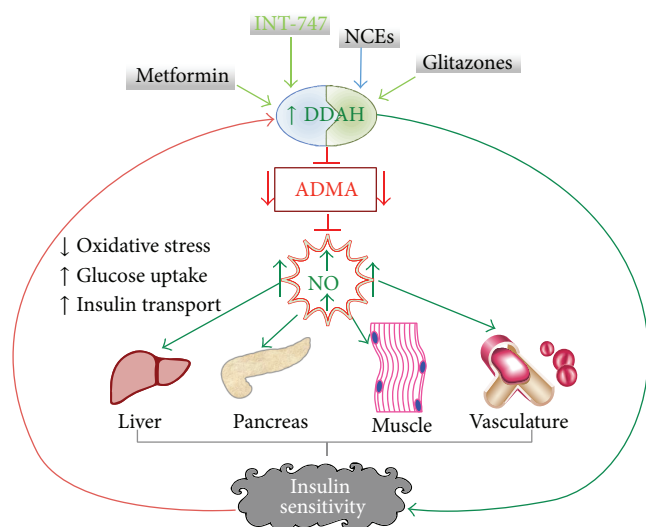 INT-747
NCEs
Metformin
Glitazones
↑ DDAH
ADMA
↓ Oxidative stress
↑ Glucose uptake
↑ Insulin transport
NO
Liver
Pancreas
Muscle
Vasculature
Insulin
sensitivity